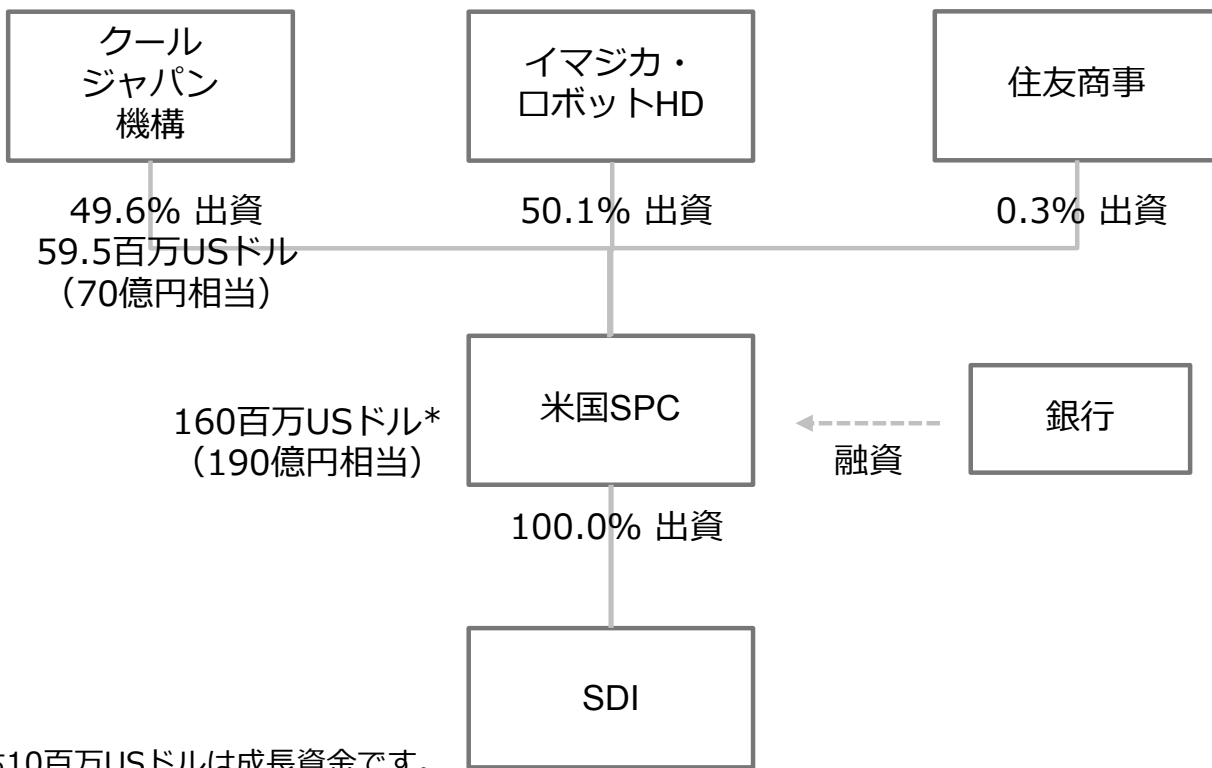 クール
ジャパン
機構
イマジカ・
ロボットHD
住友商事
49.6% 出資
59.5百万USドル
（70億円相当）
50.1% 出資
0.3% 出資
160百万USドル*
（190億円相当）
米国SPC
銀行
融資
100.0% 出資
SDI
10百万USドルは成長資金です。